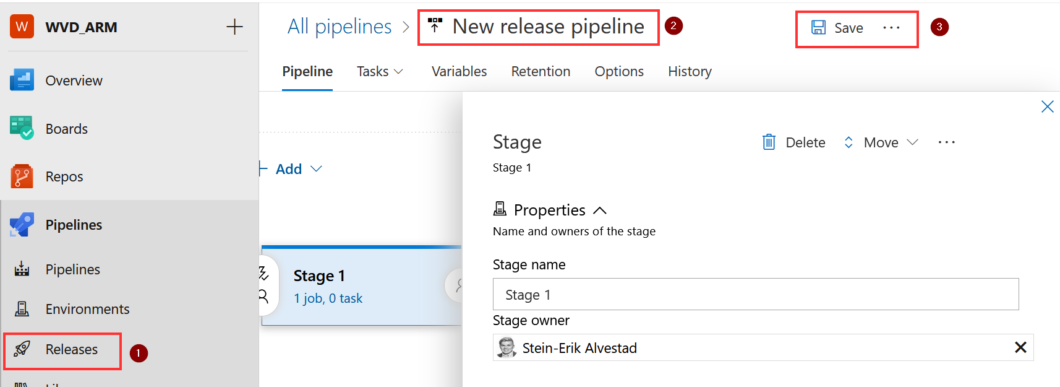 W WVD_ARM
All pipelines > New release pipeline 2
Save ... 3
Pipeline Tasks Variables Retention Options History
Overview
Boards
Repos
Pipelines
Pipelines
Environments
Releases 1
Add
Stage 1
1 job, 0 task
Stage
Delete Move ...
Stage 1
Properties
Name and owners of the stage
Stage name
Stage 1
Stage owner
Stein-Erik Alvestad